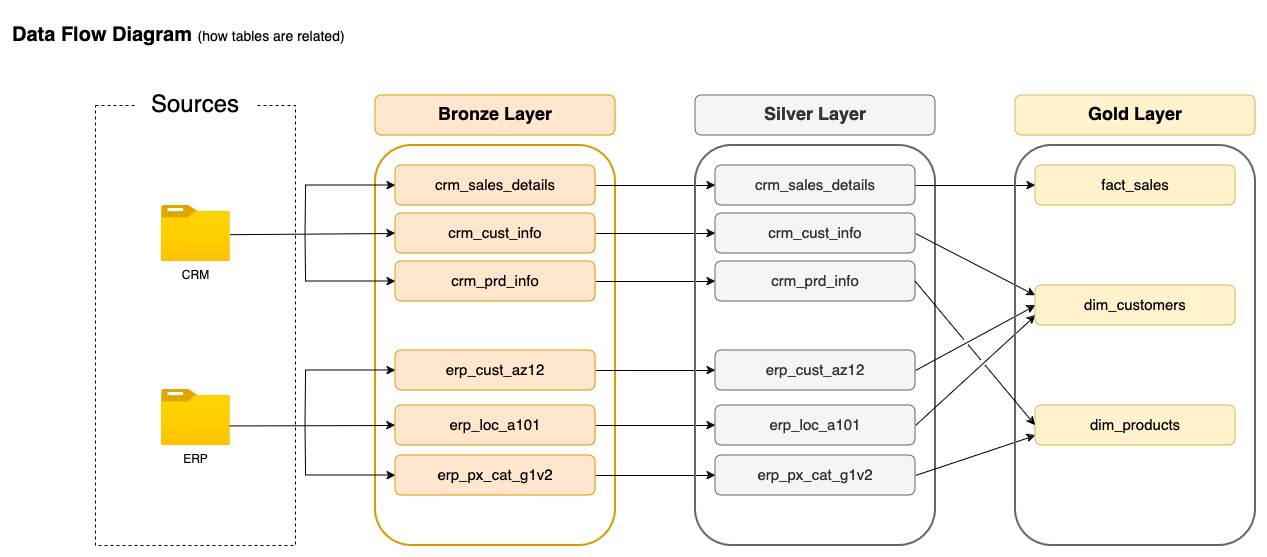 Data Flow Diagram (how tables are related)
Sources
Bronze Layer
Silver Layer
Gold Layer
crm_sales_details
crm_sales_details
fact_sales
crm_cust_info
crm_cust_info
CRM
crm_prd_info
crm_prd_info
dim_customers
erp_cust_az12
erp_cust_az12
erp_loc_a101
erp_loc_a101
dim_products
ERP
erp_px_cat_g1v2
erp_px_cat_g1v2